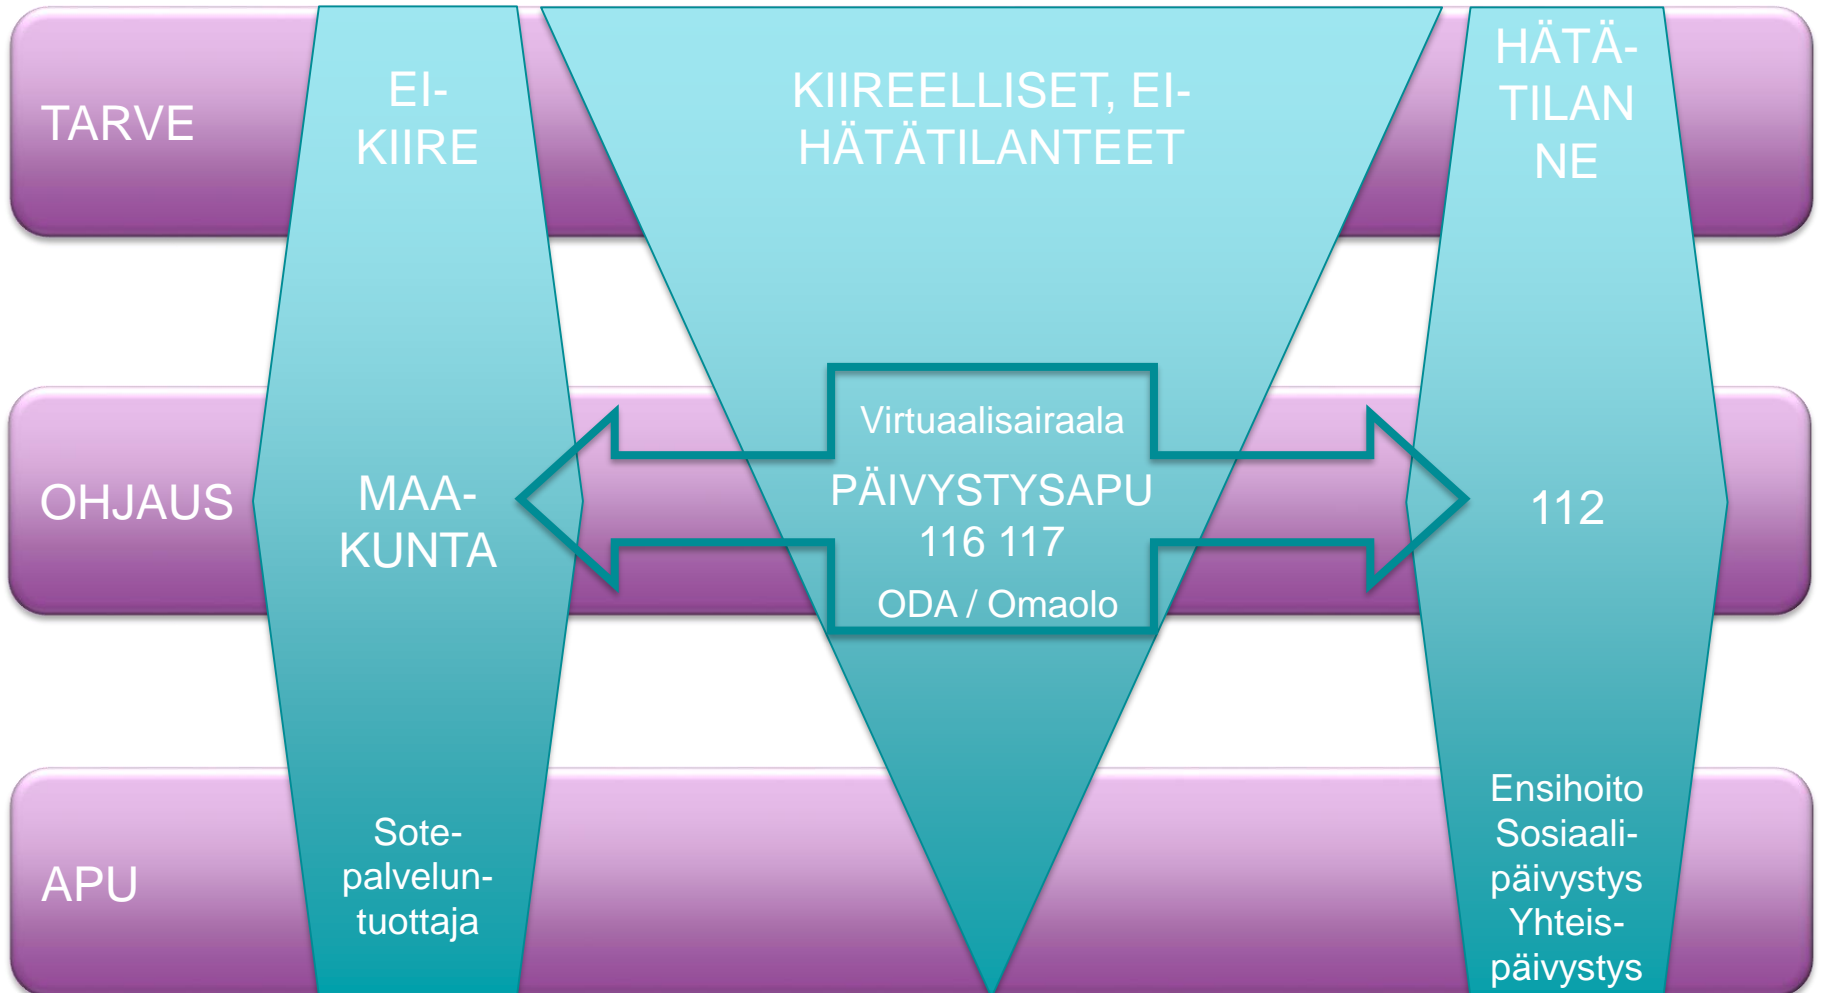 TARVE
EI-
KIIRE
KIIREELLISET, EI-
HÄTÄTILANTEET
HÄTÄ-
TILAN
NE
OHJAUS
MAA-
KUNTA
Virtuaalisairaala
PÄIVYSTYSAPU
116 117
ODA / Omaolo
112
APU
Sote-
palvelun-
tuottaja
Ensihoito
Sosiaali-
päivystys
Yhteis-
päivystys